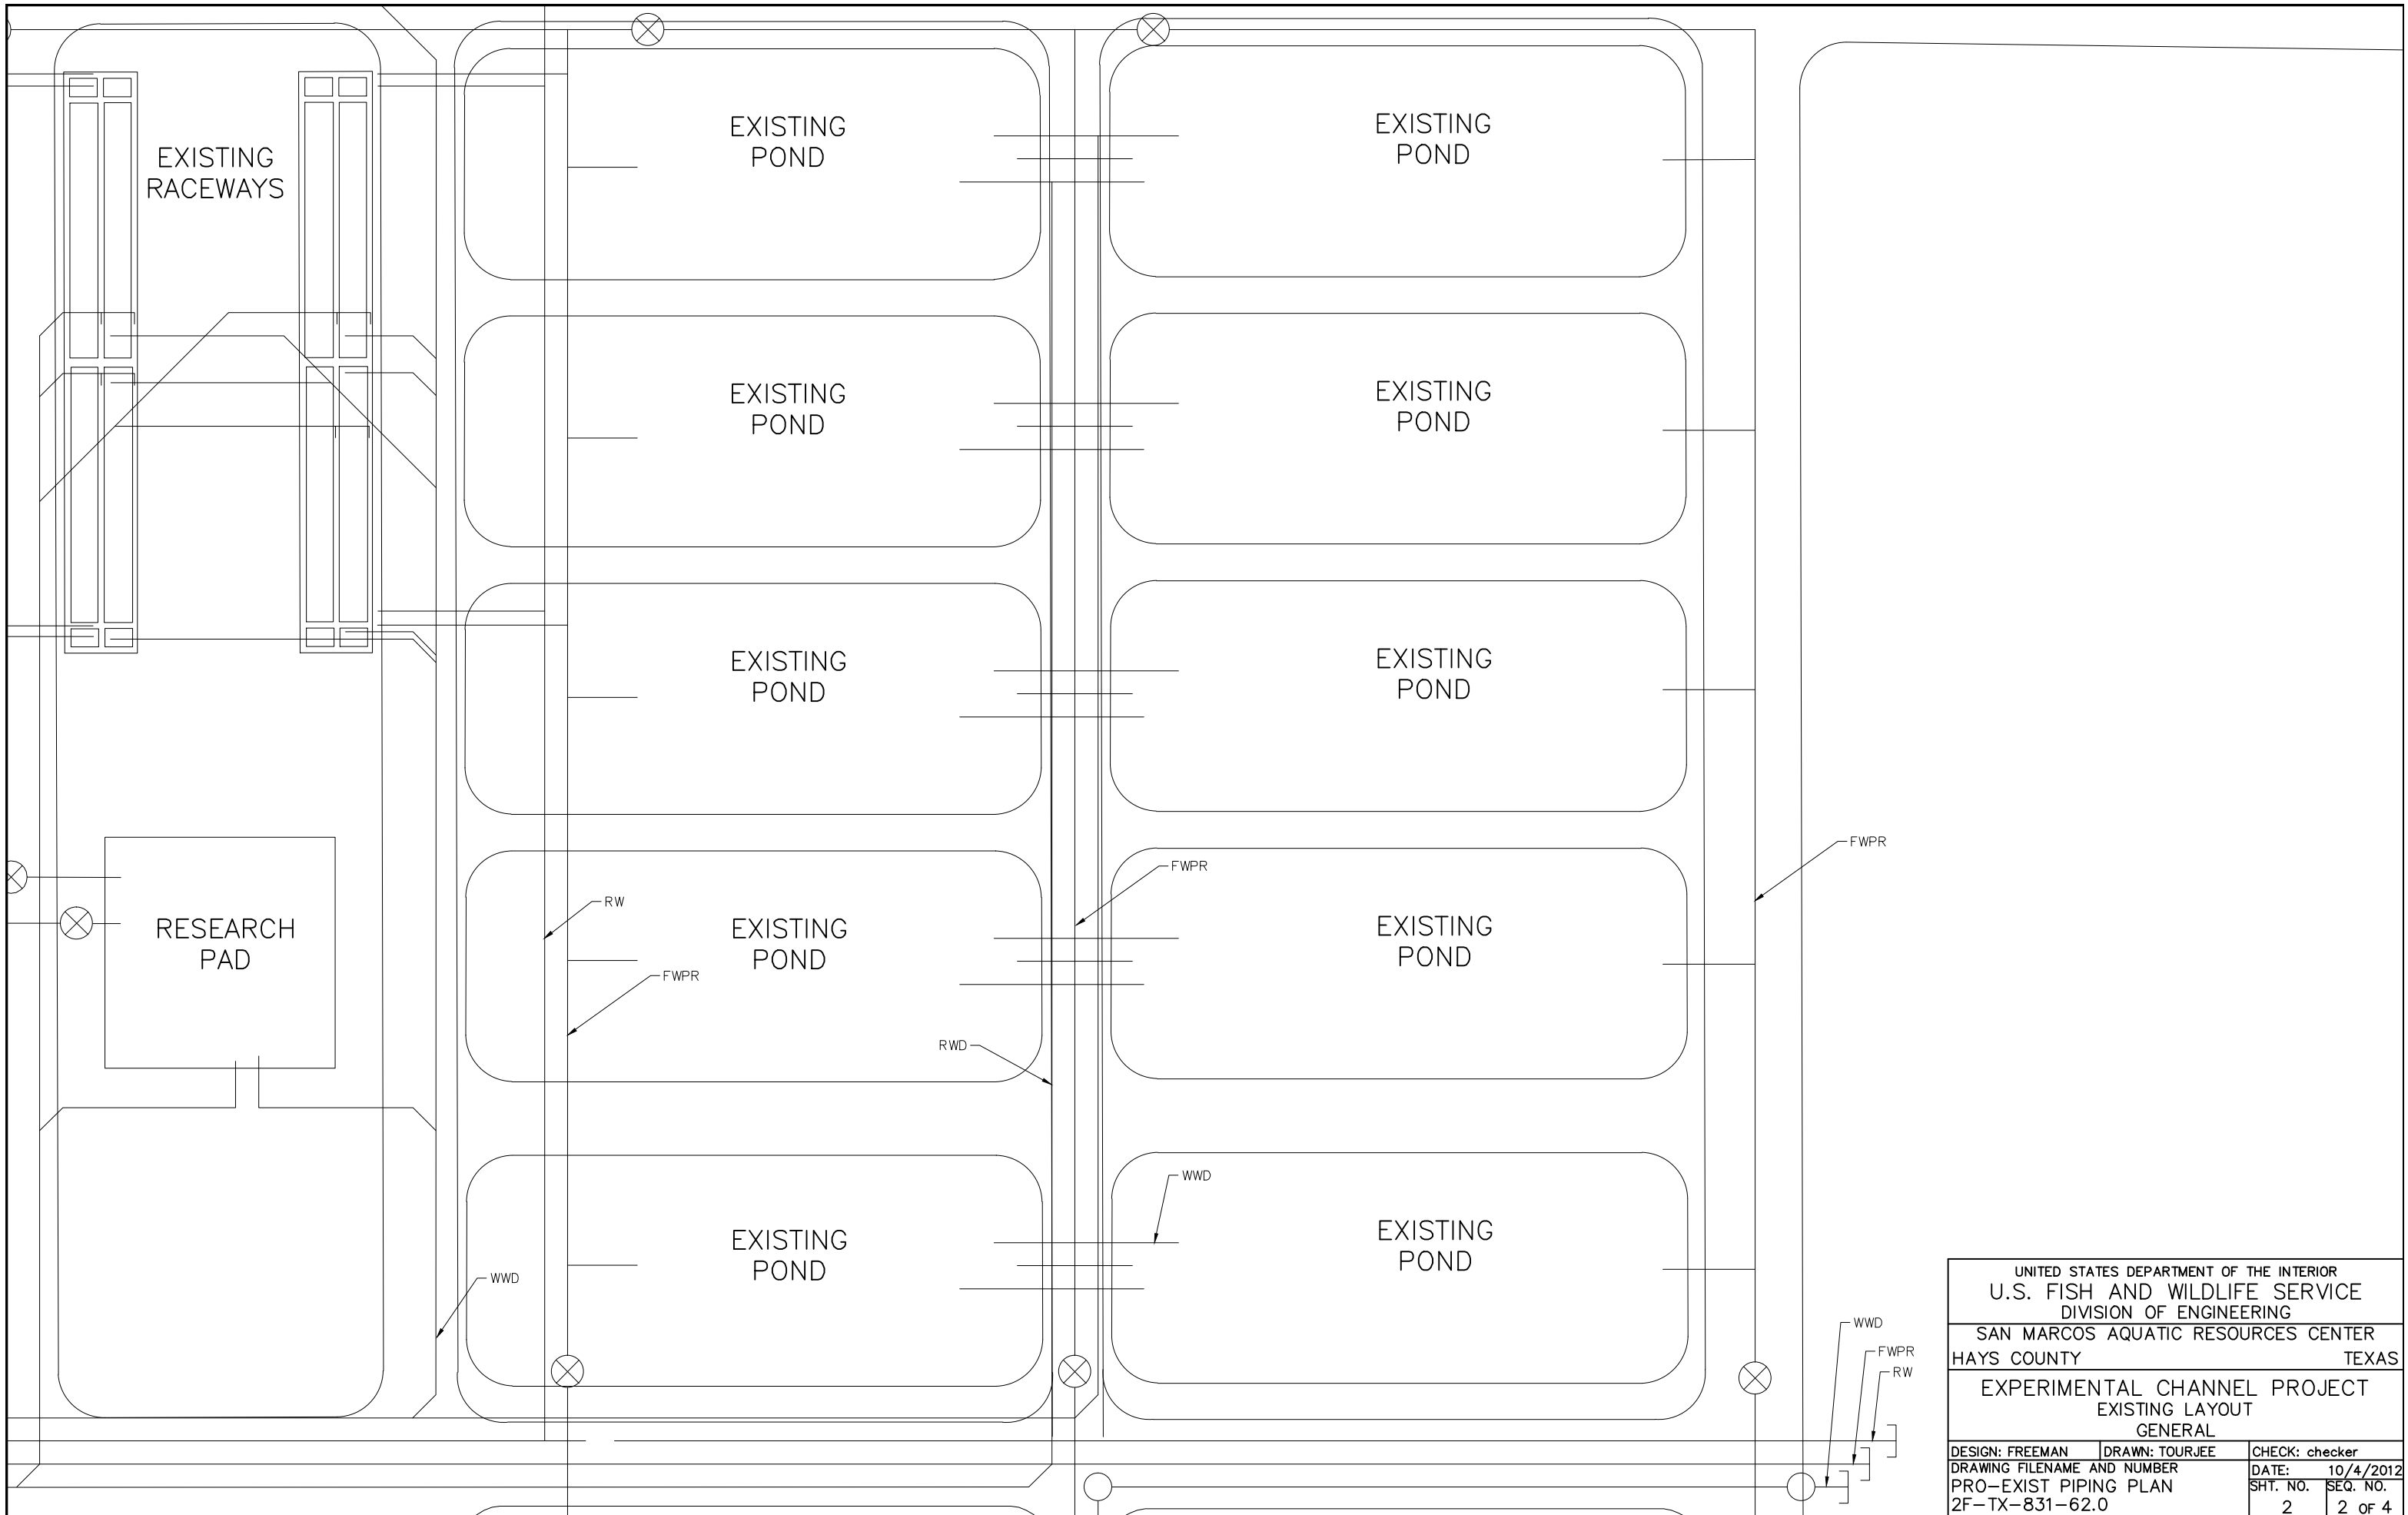 EXISTING
RACEWAYS
EXISTING
POND
EXISTING
POND
EXISTING
POND
EXISTING
POND
EXISTING
POND
EXISTING
POND
FWPR
FWPR
RW
RESEARCH
PAD
EXISTING
POND
EXISTING
POND
FWPR
RWD
WWD
EXISTING
POND
EXISTING
POND
WWD
WWD
FWPR
RW
UNITED STATES DEPARTMENT OF THE INTERIOR
U.S. FISH AND WILDLIFE SERVICE
DIVISION OF ENGINEERING
SAN MARCOS AQUATIC RESOURCES CENTER
HAYS COUNTY TEXAS
EXPERIMENTAL CHANNEL PROJECT
EXISTING LAYOUT
GENERAL
DESIGN: FREEMAN DRAWN: TOURJEE CHECK: checker
DRAWING FILENAME AND NUMBER DATE: 10/4/2012
PRO-EXIST PIPING PLAN SHT. NO. SEQ. NO.
2F-TX-831-62.0 2 2 OF 4